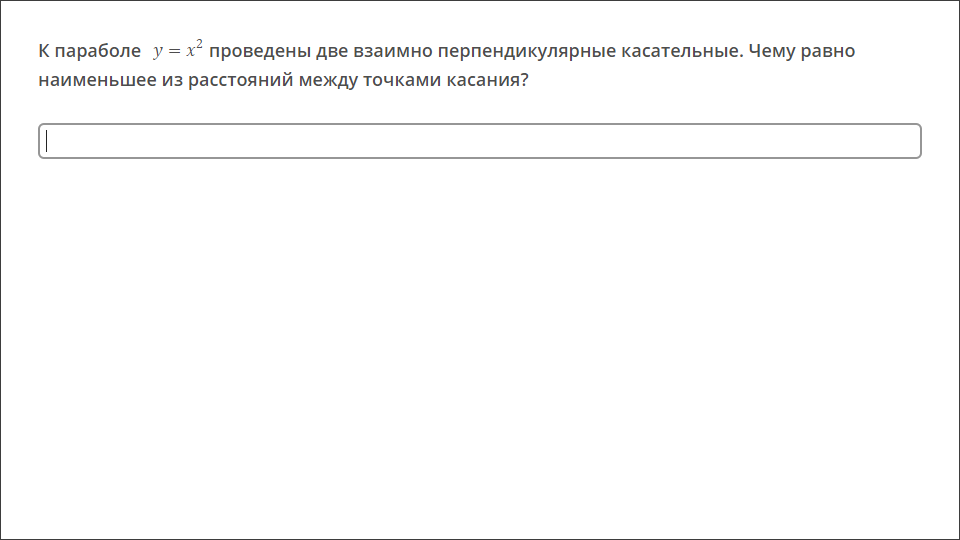 К параболе y = x² проведены две взаимно перпендикулярные касательные. Чему равно
наименьшее из расстояний между точками касания?